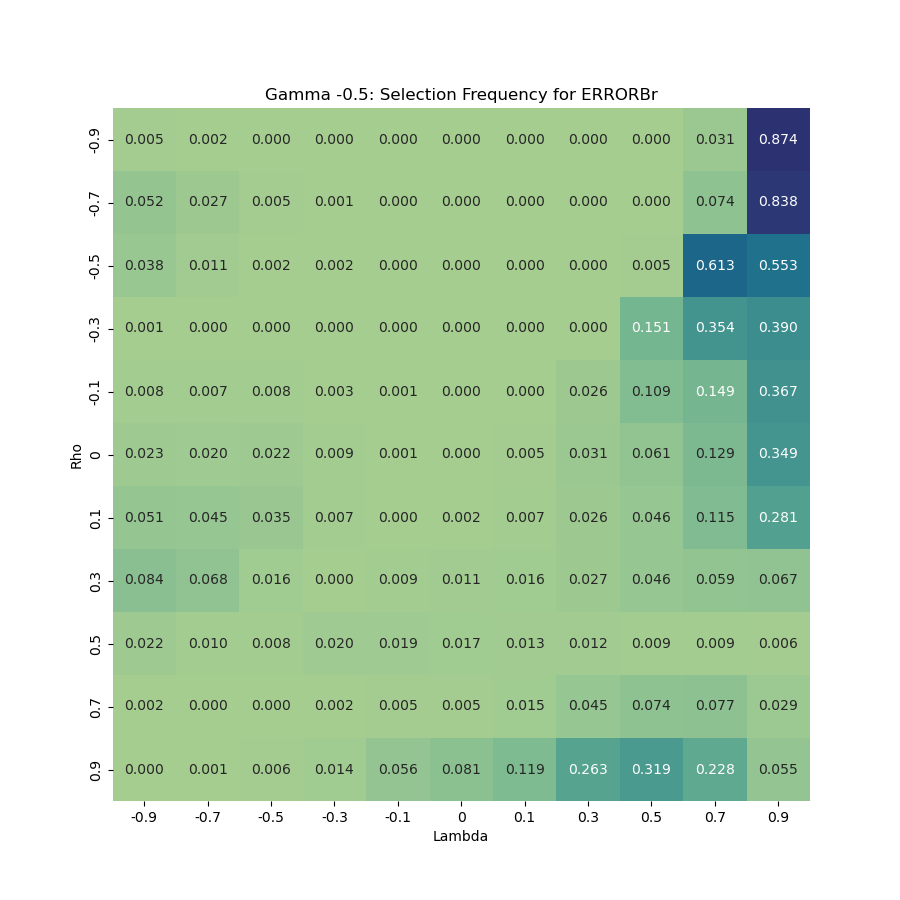 Gamma -0.5: Selection Frequency for ERRORBr
-0.9 0.005 0.002 0.000 0.000 0.000 0.000 0.000 0.000 0.000 0.031 0.874
-0.7 0.052 0.027 0.005 0.001 0.000 0.000 0.000 0.000 0.000 0.074 0.838
-0.5 0.038 0.011 0.002 0.002 0.000 0.000 0.000 0.000 0.005 0.613 0.553
-0.3 0.001 0.000 0.000 0.000 0.000 0.000 0.000 0.000 0.151 0.354 0.390
-0.1 0.008 0.007 0.008 0.003 0.001 0.000 0.000 0.026 0.109 0.149 0.367
Rho
0 0.023 0.020 0.022 0.009 0.001 0.000 0.005 0.031 0.061 0.129 0.349
0.1 0.051 0.045 0.035 0.007 0.000 0.002 0.007 0.026 0.046 0.115 0.281
0.3 0.084 0.068 0.016 0.000 0.009 0.011 0.016 0.027 0.046 0.059 0.067
0.5 0.022 0.010 0.008 0.020 0.019 0.017 0.013 0.012 0.009 0.009 0.006
0.7 0.002 0.000 0.000 0.002 0.005 0.005 0.015 0.045 0.074 0.077 0.029
0.9 0.000 0.001 0.006 0.014 0.056 0.081 0.119 0.263 0.319 0.228 0.055
-0.9 -0.7 -0.5 -0.3 -0.1 0 0.1 0.3 0.5 0.7 0.9
Lambda